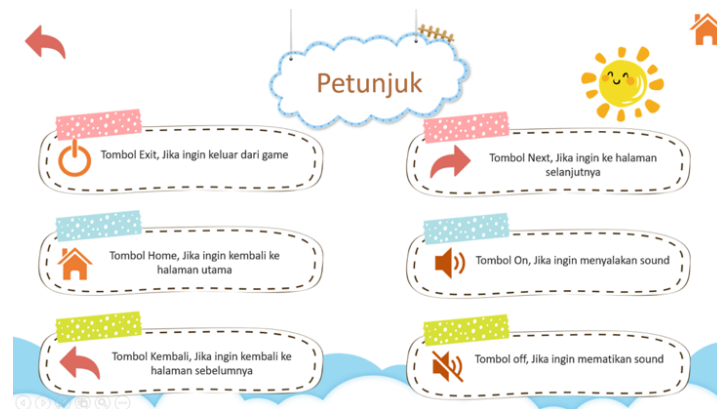 Petunjuk
Tombol Exit, Jika ingin keluar dari game
Tombol Next, Jika ingin ke halaman
selanjutnya
Tombol Home, Jika ingin kembali ke
halaman utama
Tombol On, Jika ingin menyalakan sound
Tombol Kembali, Jika ingin kembali ke
halaman sebelumnya
Tombol off, Jika ingin mematikan sound